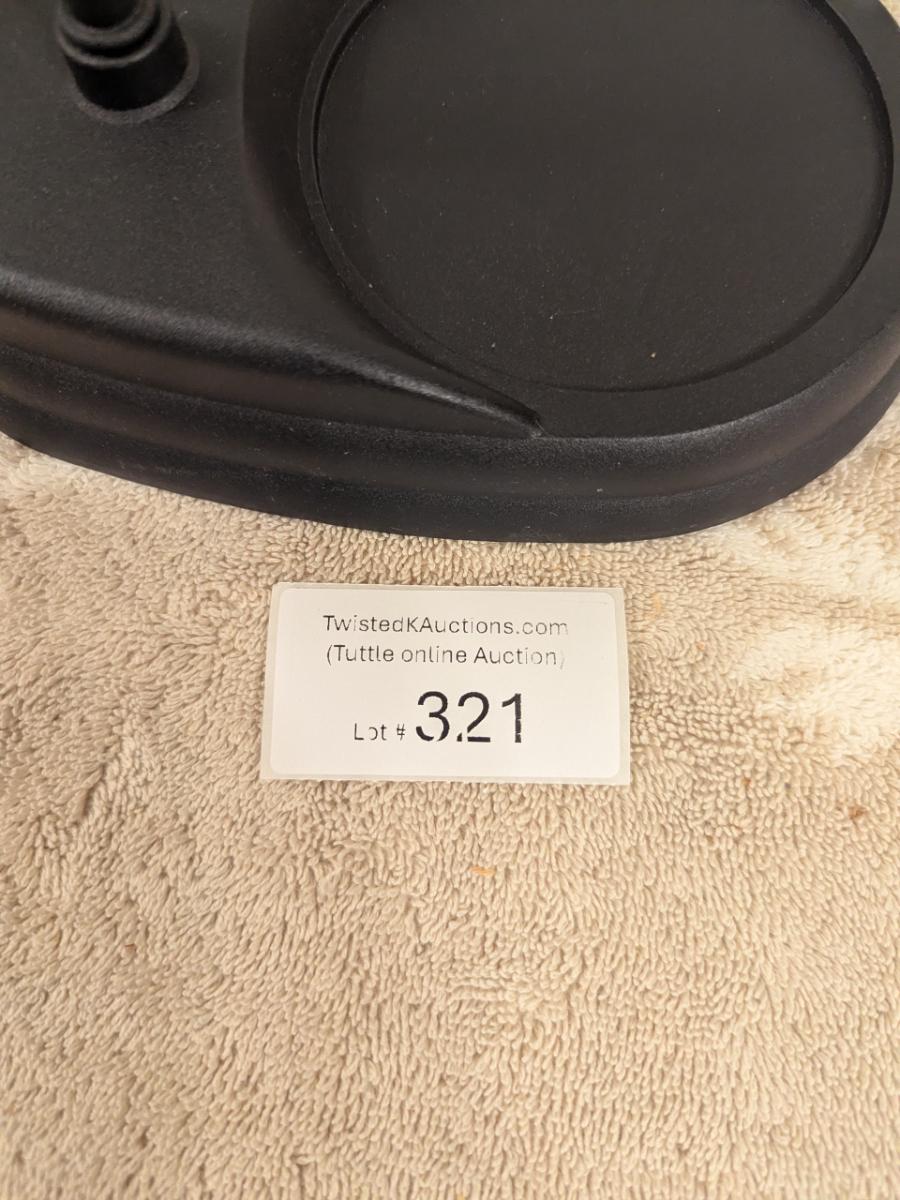 TwistedKAuctions.com
(Tuttle online Auction)
Lot # 321